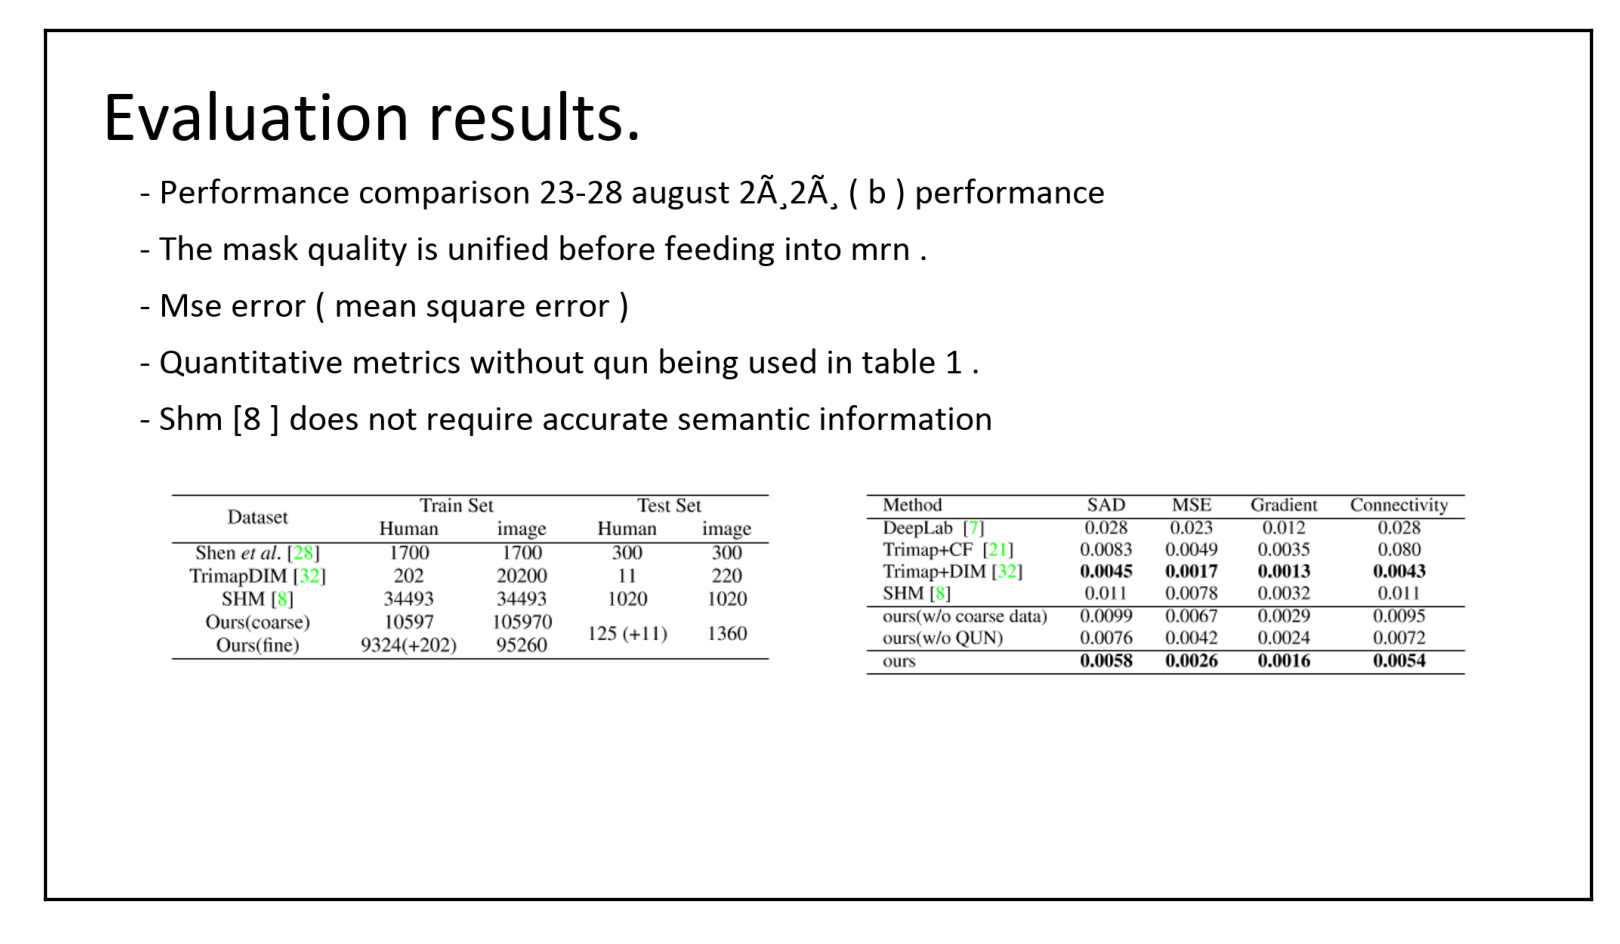 Evaluation results.
- Performance comparison 23-28 august 2Ã¸2Ã¸ ( b ) performance
- The mask quality is unified before feeding into mrn .
- Mse error ( mean square error )
- Quantitative metrics without qun being used in table 1 .
- Shm [8 ] does not require accurate semantic information
Dataset Train Set Test Set
Human image Human image
Shen et al. [28] 1700 1700 300 300
TrimapDIM [32] 202 20200 11 220
SHM [8] 34493 34493 1020 1020
Ours(coarse) 10597 105970 125 (+11) 1360
Ours(fine) 9324(+202) 95260
Method SAD MSE Gradient Connectivity
DeepLab [7] 0.028 0.023 0.012 0.028
Trimap+CF [21] 0.0083 0.0049 0.0035 0.080
Trimap+DIM [32] 0.0045 0.0017 0.0013 0.0043
SHM [8] 0.011 0.0078 0.0032 0.011
ours(w/o coarse data) 0.0099 0.0067 0.0029 0.0095
ours(w/o QUN) 0.0076 0.0042 0.0024 0.0072
ours 0.0058 0.0026 0.0016 0.0054